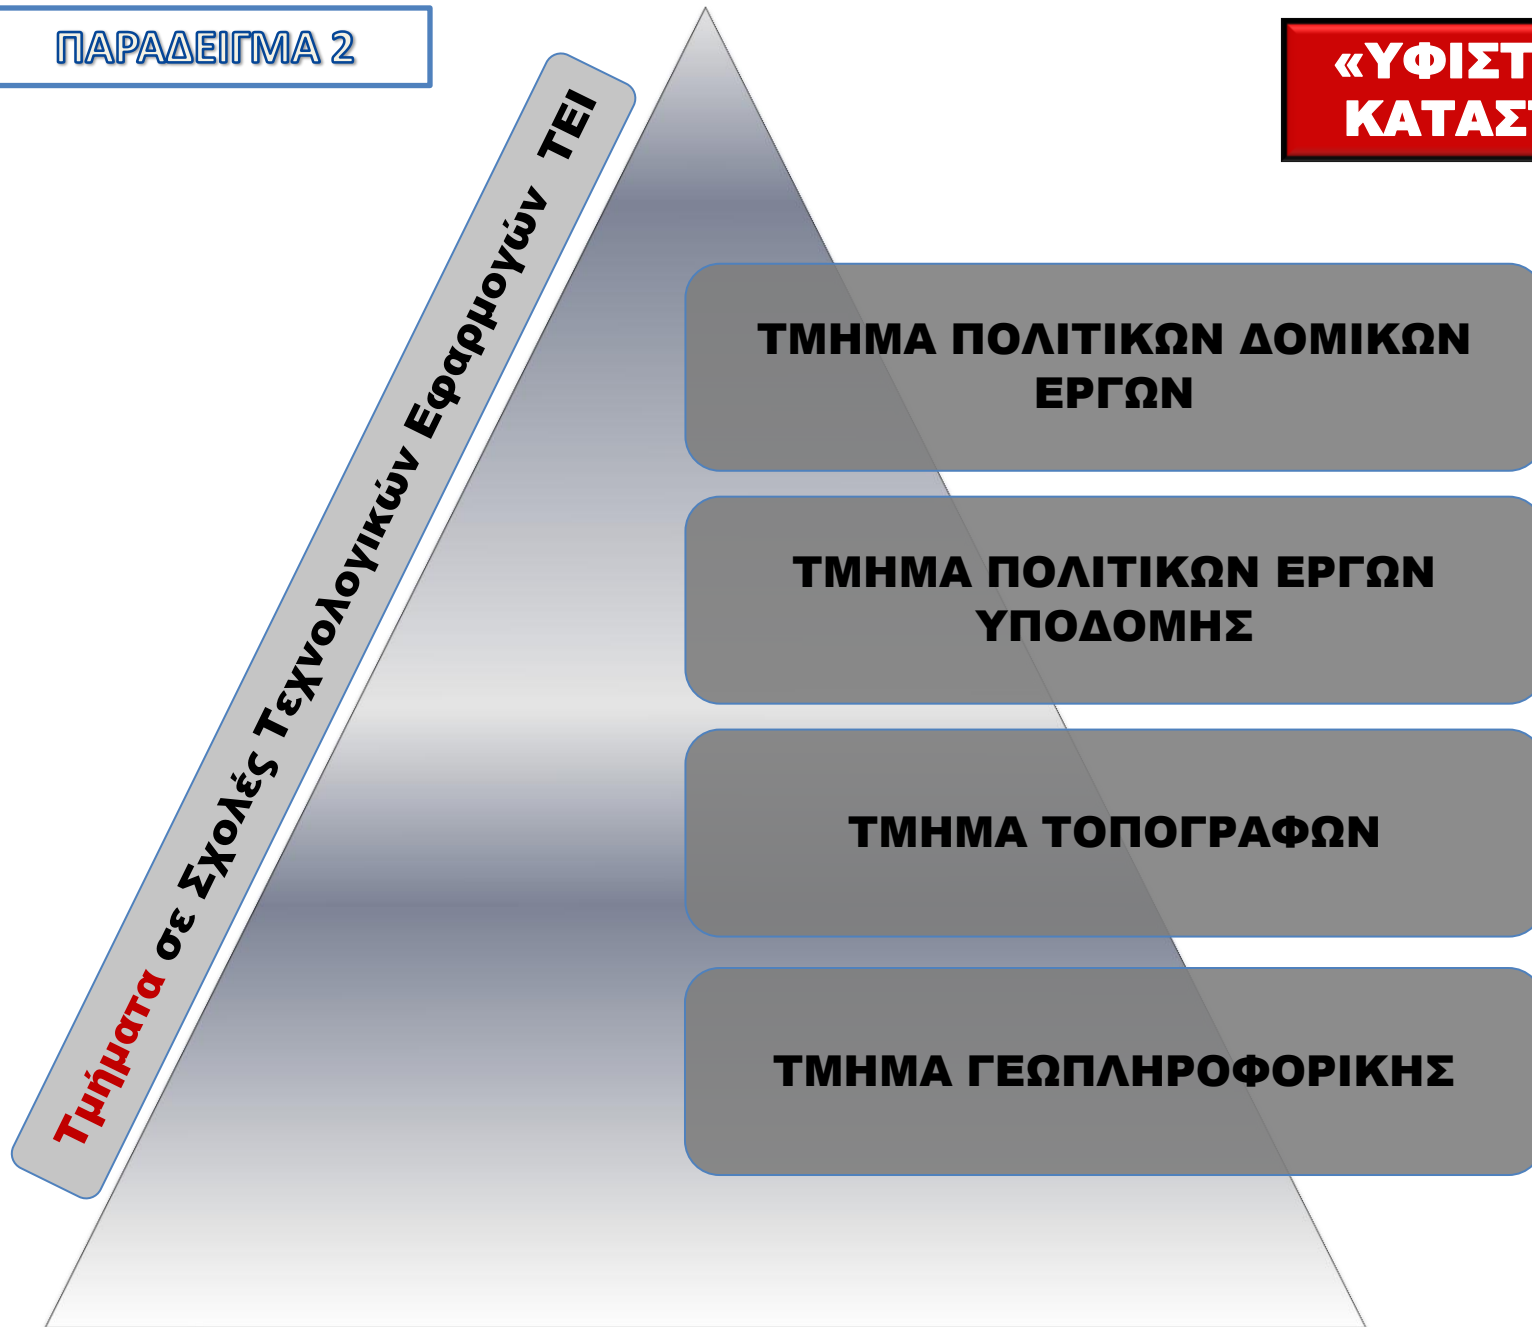 ΠΑΡΑΔΕΙΓΜΑ 2
Τμήματα σε Σχολές Τεχνολογικών Εφαρμογών ΤΕΙ
ΤΜΗΜΑ ΠΟΛΙΤΙΚΩΝ ΔΟΜΙΚΩΝ
ΕΡΓΩΝ
ΤΜΗΜΑ ΠΟΛΙΤΙΚΩΝ ΕΡΓΩΝ
ΥΠΟΔΟΜΗΣ
ΤΜΗΜΑ ΤΟΠΟΓΡΑΦΩΝ
ΤΜΗΜΑ ΓΕΩΠΛΗΡΟΦΟΡΙΚΗΣ